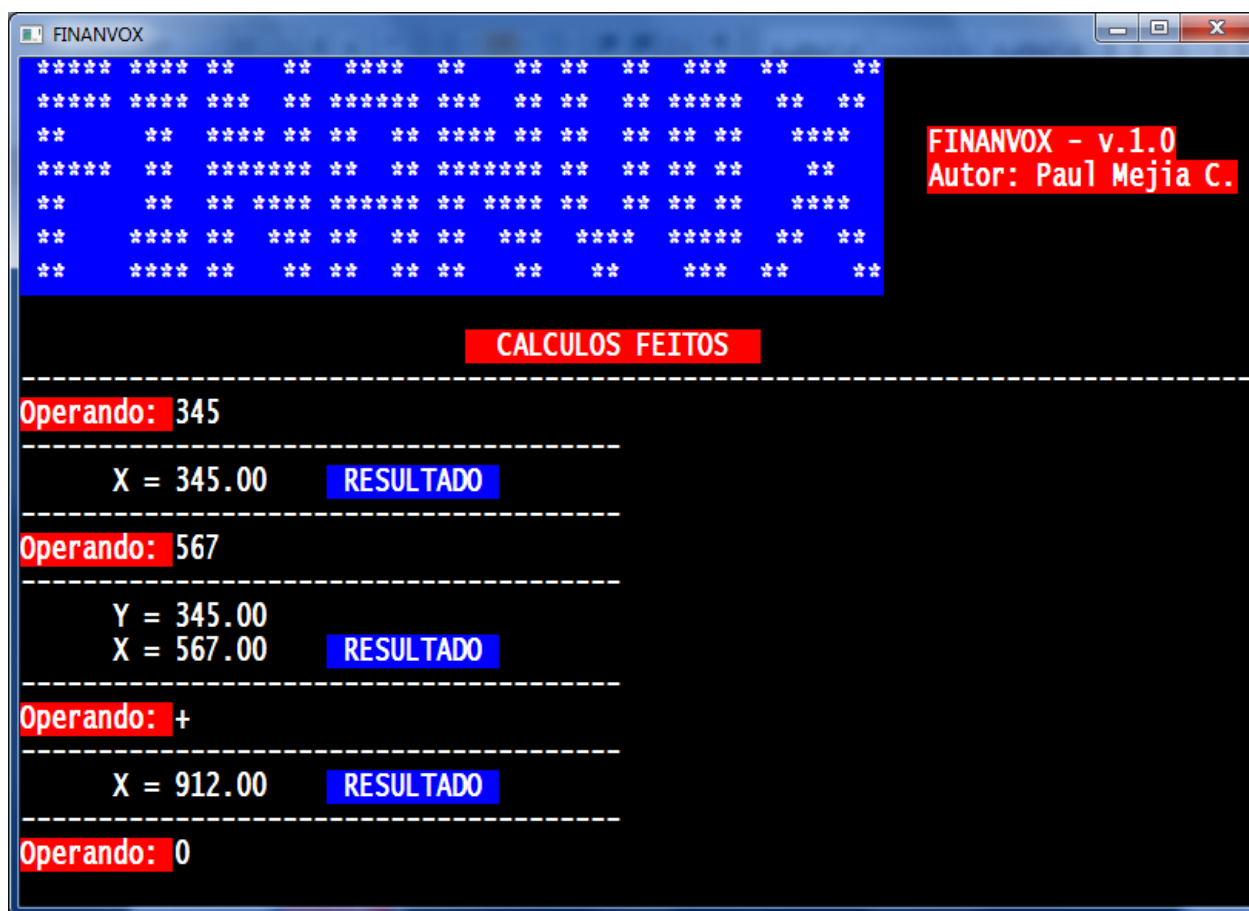 FINANVOX
FINANVOX
FINANVOX - v.1.0
Autor: Paul Mejia C.
CALCULOS FEITOS
Operando: 345
X = 345.00 RESULTADO
Operando: 567
Y = 345.00
X = 567.00 RESULTADO
Operando: +
X = 912.00 RESULTADO
Operando: 0